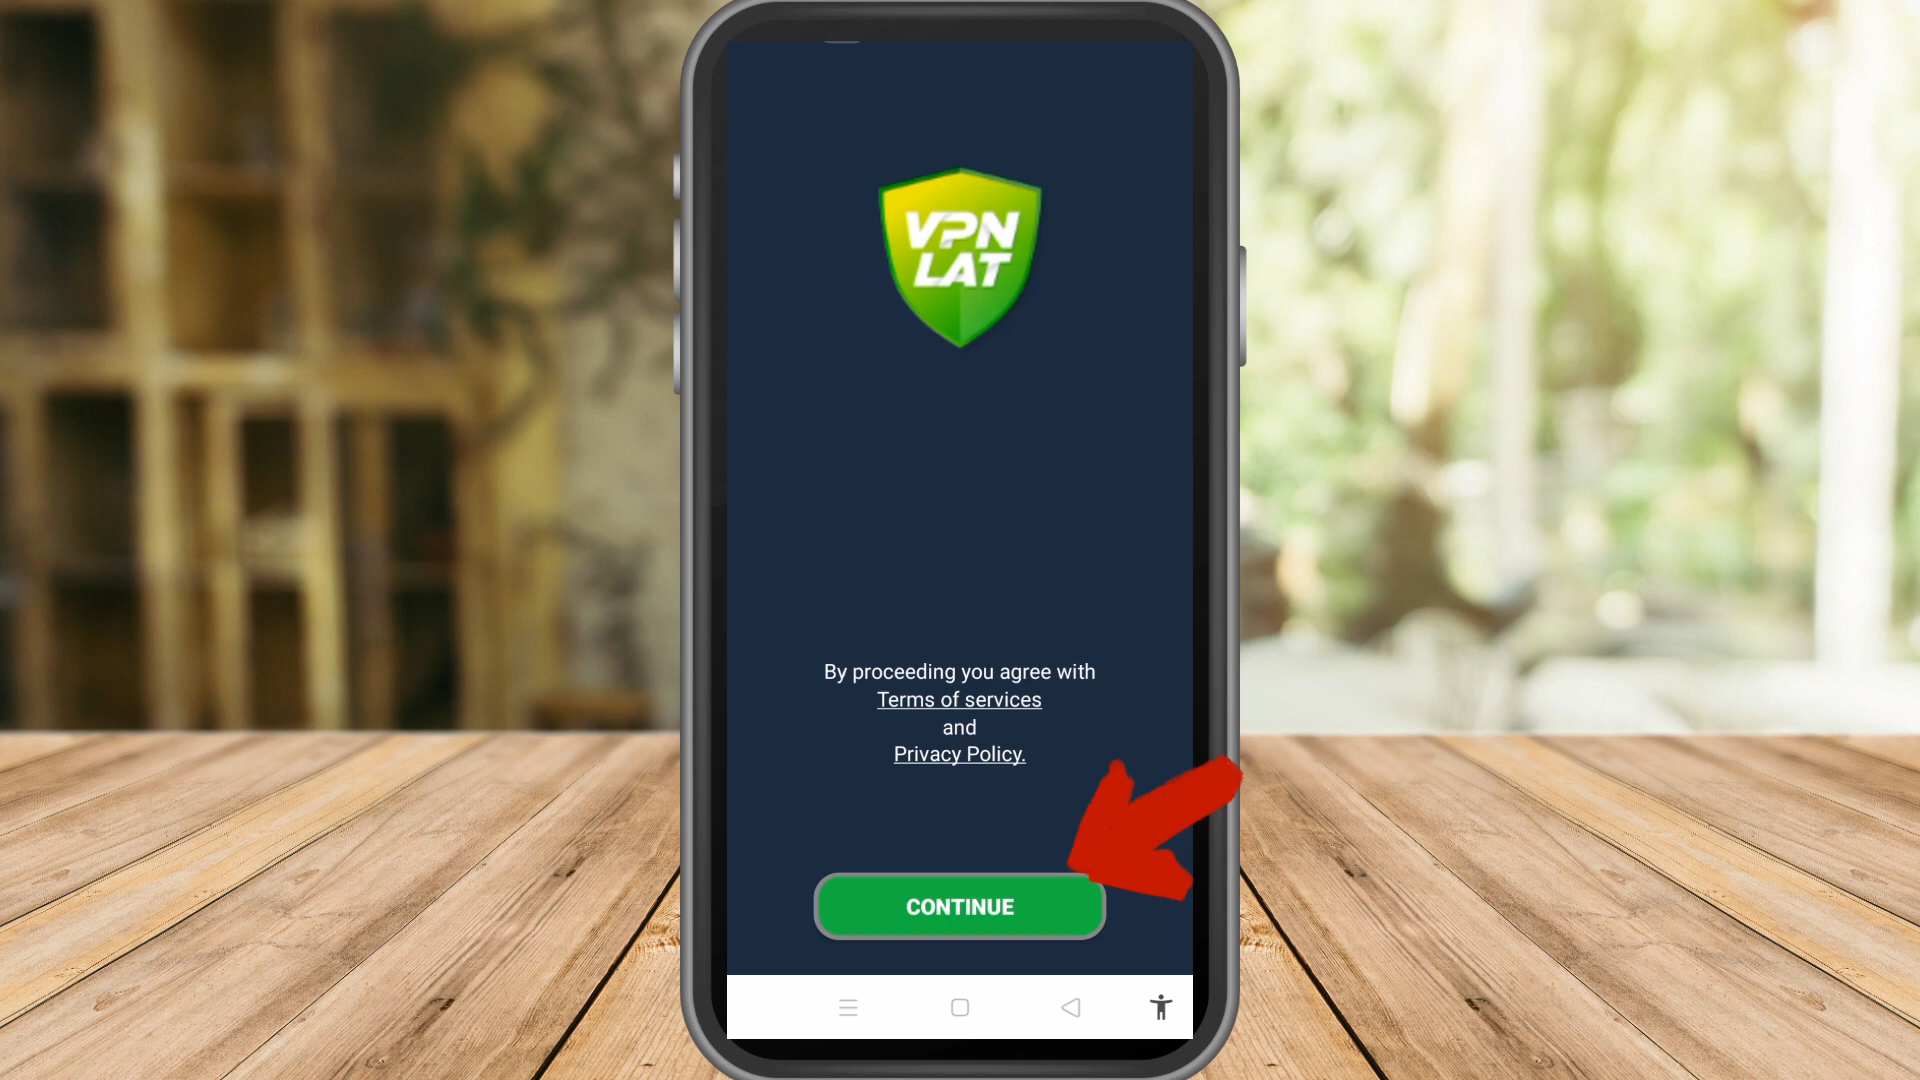 VPN
LAT
By proceeding you agree with
Terms of services
and
Privacy Policy.
CONTINUE